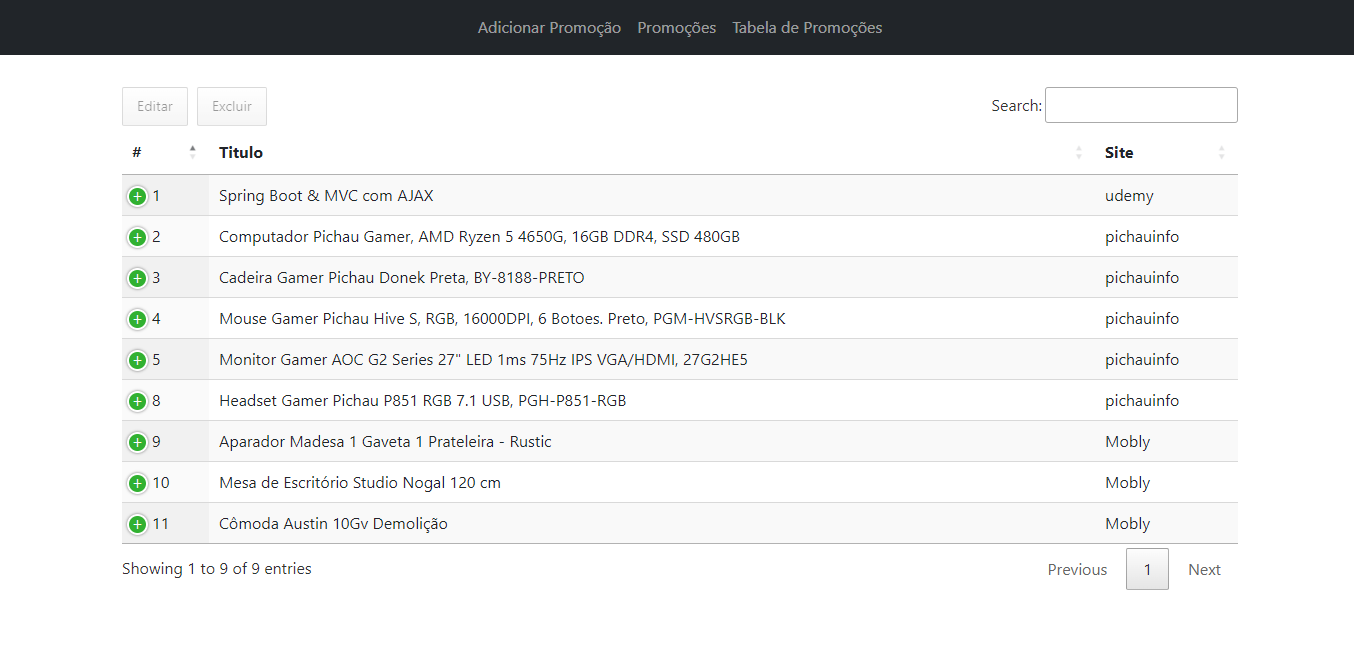 Adicionar Promoção Promoções Tabela de Promoções
Editar Excluir Search:
# Titulo Site
1 Spring Boot & MVC com AJAX udemy
2 Computador Pichau Gamer, AMD Ryzen 5 4650G, 16GB DDR4, SSD 480GB pichauinfo
3 Cadeira Gamer Pichau Donek Preta, BY-8188-PRETO pichauinfo
4 Mouse Gamer Pichau Hive S, RGB, 16000DPI, 6 Botoes. Preto, PGM-HVSRGB-BLK pichauinfo
5 Monitor Gamer AOC G2 Series 27" LED 1ms 75Hz IPS VGA/HDMI, 27G2HE5 pichauinfo
8 Headset Gamer Pichau P851 RGB 7.1 USB, PGH-P851-RGB pichauinfo
9 Aparador Madesa 1 Gaveta 1 Prateleira - Rustic Mobly
10 Mesa de Escritório Studio Nogal 120 cm Mobly
11 Cômoda Austin 10Gv Demolição Mobly
Showing 1 to 9 of 9 entries Previous 1 Next